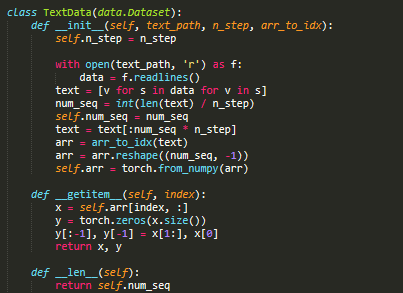 class TextData(data.Dataset):
    def __init__(self, text_path, n_step, arr_to_idx):
        self.n_step = n_step

        with open(text_path, 'r') as f:
            data = f.readlines()
        text = [v for s in data for v in s]
        num_seq = int(len(text) / n_step)
        self.num_seq = num_seq
        text = text[:num_seq * n_step]
        arr = arr_to_idx(text)
        arr = arr.reshape((num_seq, -1))
        self.arr = torch.from_numpy(arr)

    def __getitem__(self, index):
        x = self.arr[index, :]
        y = torch.zeros(x.size())
        y[:-1], y[-1] = x[1:], x[0]
        return x, y

    def __len__(self):
        return self.num_seq